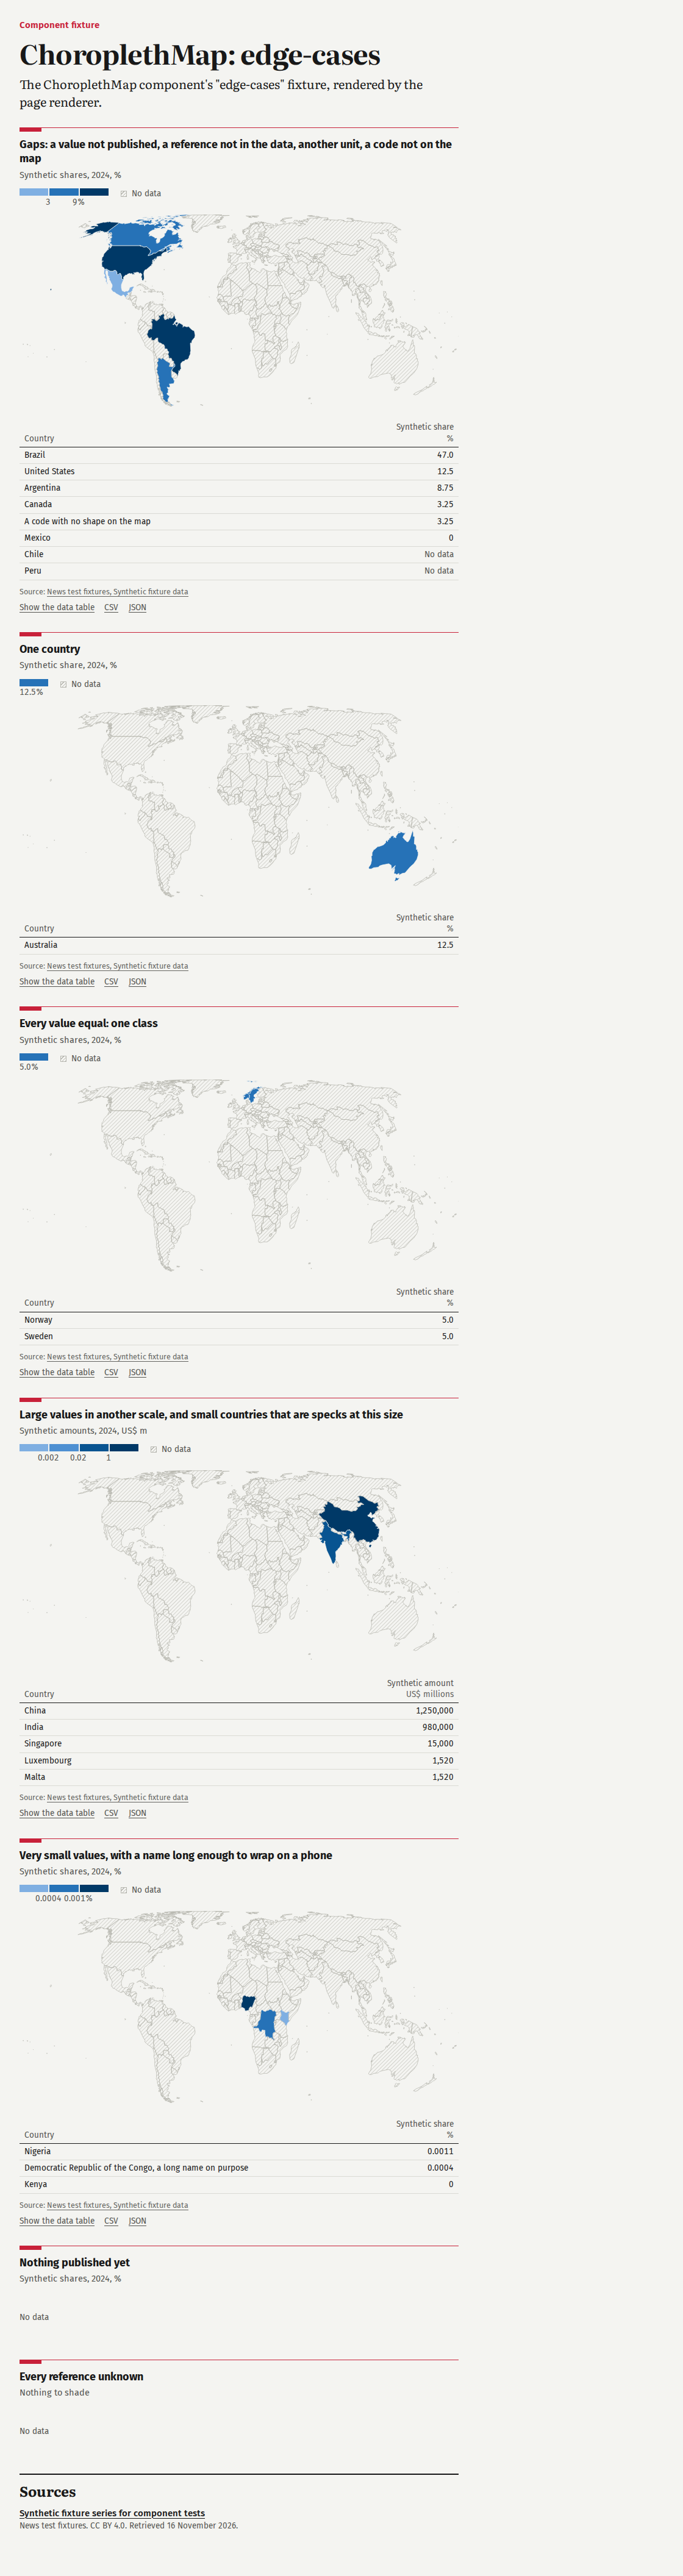 Component fixture
ChoroplethMap: edge-cases
The ChoroplethMap component's "edge-cases" fixture, rendered by the
page renderer.
Gaps: a value not published, a reference not in the data, another unit, a code not on the
map
Synthetic shares, 2024, %
No data
3 9%
Synthetic share
Country %
Brazil 47.0
United States 12.5
Argentina 8.75
Canada 3.25
A code with no shape on the map 3.25
Mexico 0
Chile No data
Peru No data
Source: News test fixtures, Synthetic fixture data
Show the data table CSV JSON
One country
Synthetic share, 2024, %
No data
12.5%
Synthetic share
Country %
Australia 12.5
Source: News test fixtures, Synthetic fixture data
Show the data table CSV JSON
Every value equal: one class
Synthetic shares, 2024, %
No data
5.0%
Synthetic share
Country %
Norway 5.0
Sweden 5.0
Source: News test fixtures, Synthetic fixture data
Show the data table CSV JSON
Large values in another scale, and small countries that are specks at this size
Synthetic amounts, 2024, US$ m
No data
0.002 0.02 1
Synthetic amount
Country US$ millions
China 1,250,000
India 980,000
Singapore 15,000
Luxembourg 1,520
Malta 1,520
Source: News test fixtures, Synthetic fixture data
Show the data table CSV JSON
Very small values, with a name long enough to wrap on a phone
Synthetic shares, 2024, %
No data
0.0004 0.001%
Synthetic share
Country %
Nigeria 0.0011
Democratic Republic of the Congo, a long name on purpose 0.0004
Kenya 0
Source: News test fixtures, Synthetic fixture data
Show the data table CSV JSON
Nothing published yet
Synthetic shares, 2024, %
No data
Every reference unknown
Nothing to shade
No data
Sources
Synthetic fixture series for component tests
News test fixtures. CC BY 4.0. Retrieved 16 November 2026.